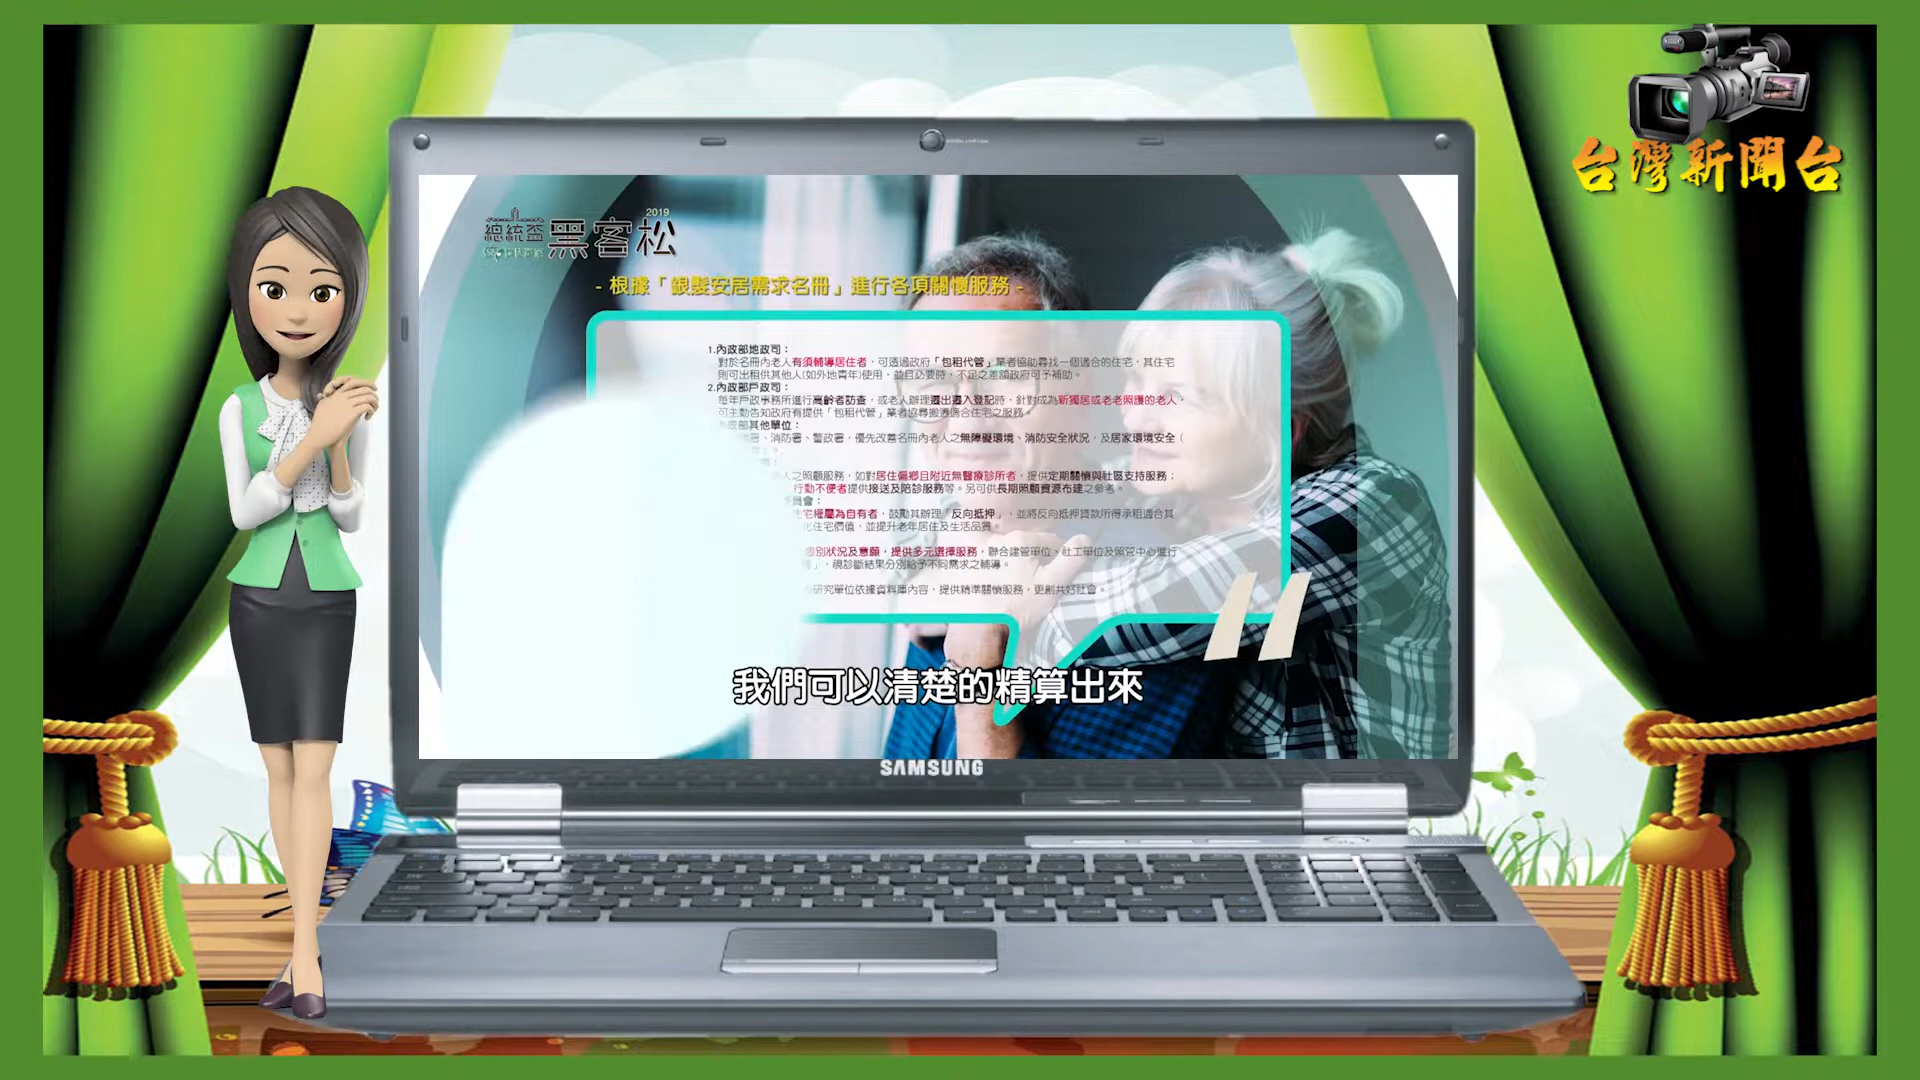 台灣新聞台
2019
總統盃黑客松
- 根據「銀髮安居需求名冊」進行各項關懷服務 -
1.內政部地政司：
對於名冊內老人有須輔導居住者，可透過政府「包租代管」業者協助尋找一個適合的住宅，其住宅
則可出租供其他人(如外地青年)使用，並且必要時，不足之差額政府可予補助。
2.內政部戶政司：
每年戶政事務所進行高齡者訪查，或老人辦理遷出遷入登記時，針對成為新獨居或老老照護的老人，
可主動告知政府有提供「包租代管」業者協尋搬遷適合住宅之服務。
政部其他單位：
署、消防署、警政署，優先改善名冊內老人之無障礙環境、消防安全狀況，及居家環境安全（
人之照顧服務，如對居住偏鄉且附近無醫療診所者，提供定期關懷與社區支持服務；
行動不便者提供接送及陪診服務等。另可供長期照顧資源布建之參考。
員會：
住宅權屬為自有者，鼓勵其辦理「反向抵押」，並將反向抵押貸款所得承租適合其
化住宅價值，並提升老年居住及生活品質。
個別狀況及意願，提供多元選擇服務，聯合建管單位、社工單位及照管中心進行
」，視診斷結果分別給予不同需求之輔導。
研究單位依據資料庫內容，提供精準關懷服務，更創共好社會。
我們可以清楚的精算出來
SAMSUNG